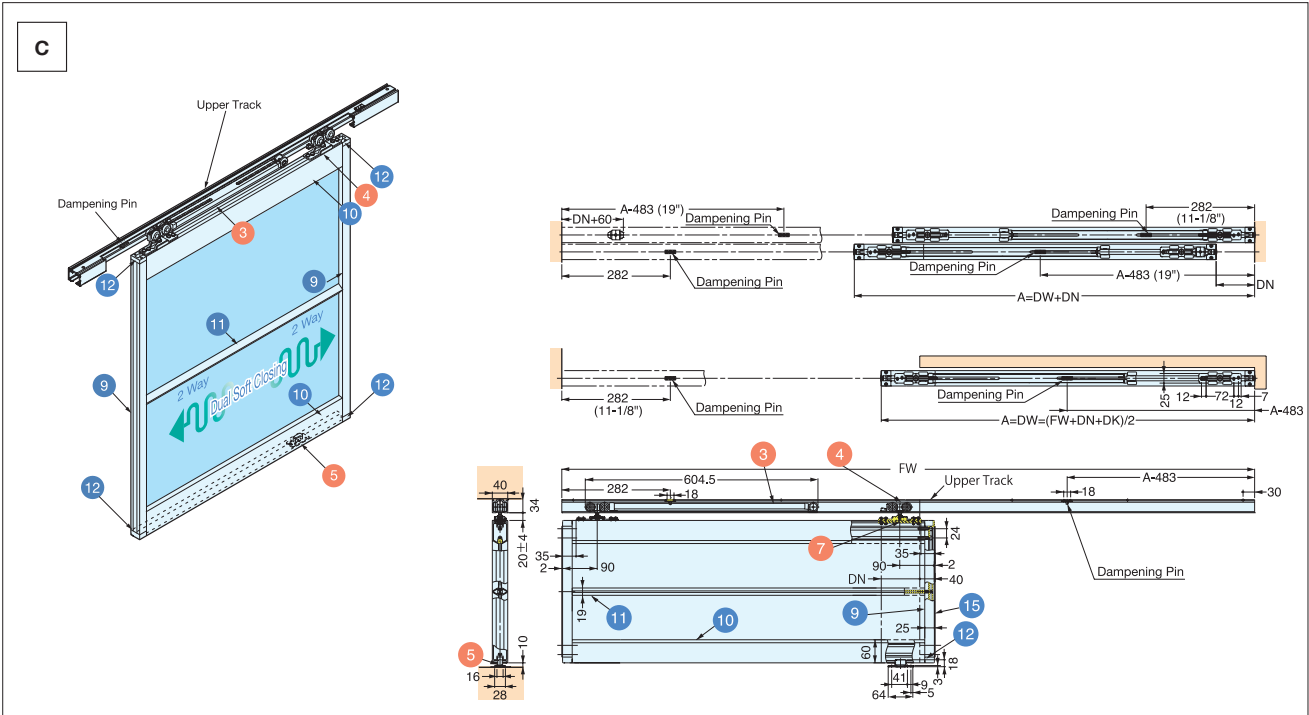 C
Upper Track
Dampening Pin
12
4
10
3
12
9
11
2 Way
2 Way
Dual Soft Closing
9
10
12
5
12
A-483 (19")
DN+60
Dampening Pin
282
Dampening Pin
Dampening Pin
282
(11-1/8")
Dampening Pin
A-483 (19")
DN
A=DW+DN
282
(11-1/8")
Dampening Pin
Dampening Pin
25
12
72
12
7
A-483
A=DW=(FW+DN+DK)/2
3
4
FW
604.5
282
18
Upper Track
A-483
18
30
40
34
20±4
10
5
16
28
35
2
90
7
24
35
90
2
DN
40
19
11
9
15
10
25
12
60
41
9
64
5
3
18
Dampening Pin